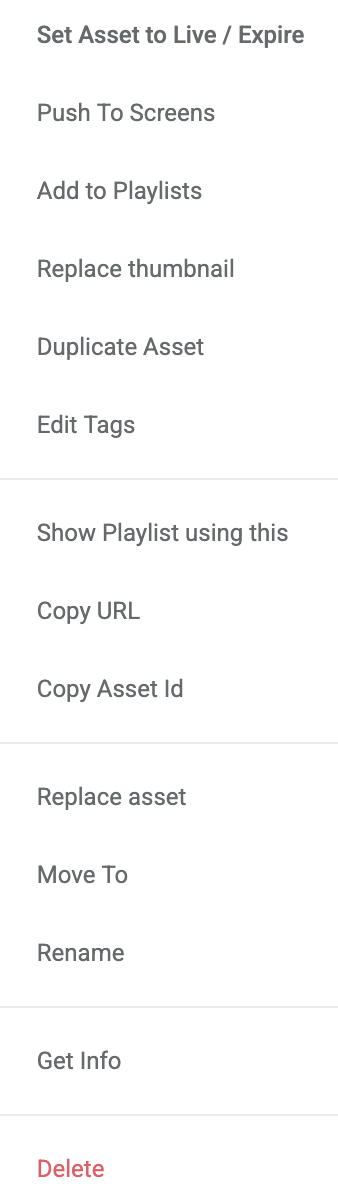 Set Asset to Live / Expire
Push To Screens
Add to Playlists
Replace thumbnail
Duplicate Asset
Edit Tags
Show Playlist using this
Copy URL
Copy Asset Id
Replace asset
Move To
Rename
Get Info
Delete